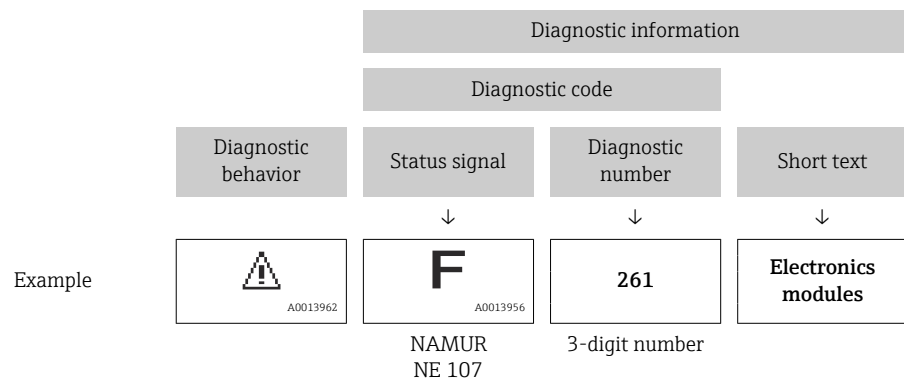 Diagnostic information
Diagnostic code
Diagnostic
behavior
Status signal
Diagnostic
number
Short text
↓ ↓ ↓
Example
A0013962
F
A0013956
261
Electronics
modules
NAMUR
NE 107
3-digit number